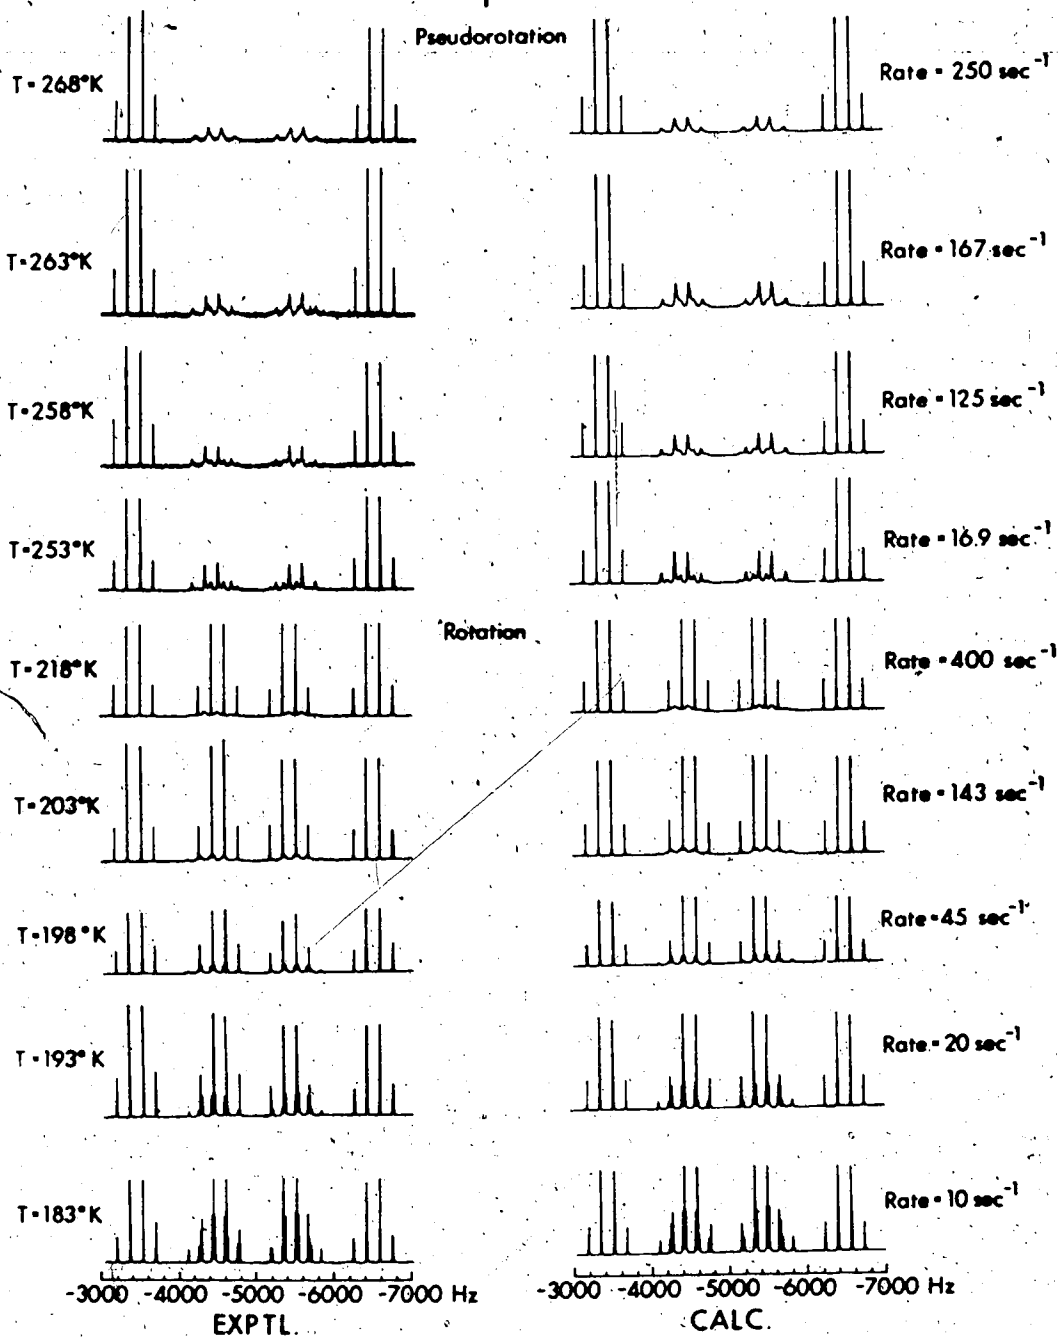 Pseudorotation
T=268°K
Rate = 250 sec⁻¹
T=263°K
Rate = 167 sec⁻¹
T=258°K
Rate = 125 sec⁻¹
T=253°K
Rate = 16.9 sec⁻¹
Rotation
T=218°K
Rate = 400 sec⁻¹
T=203°K
Rate = 143 sec⁻¹
T=198°K
Rate = 45 sec⁻¹
T=193°K
Rate = 20 sec⁻¹
T=183°K
Rate = 10 sec⁻¹
-3000 -4000 -5000 -6000 -7000 Hz
-3000 -4000 -5000 -6000 -7000 Hz
EXPTL.
CALC.